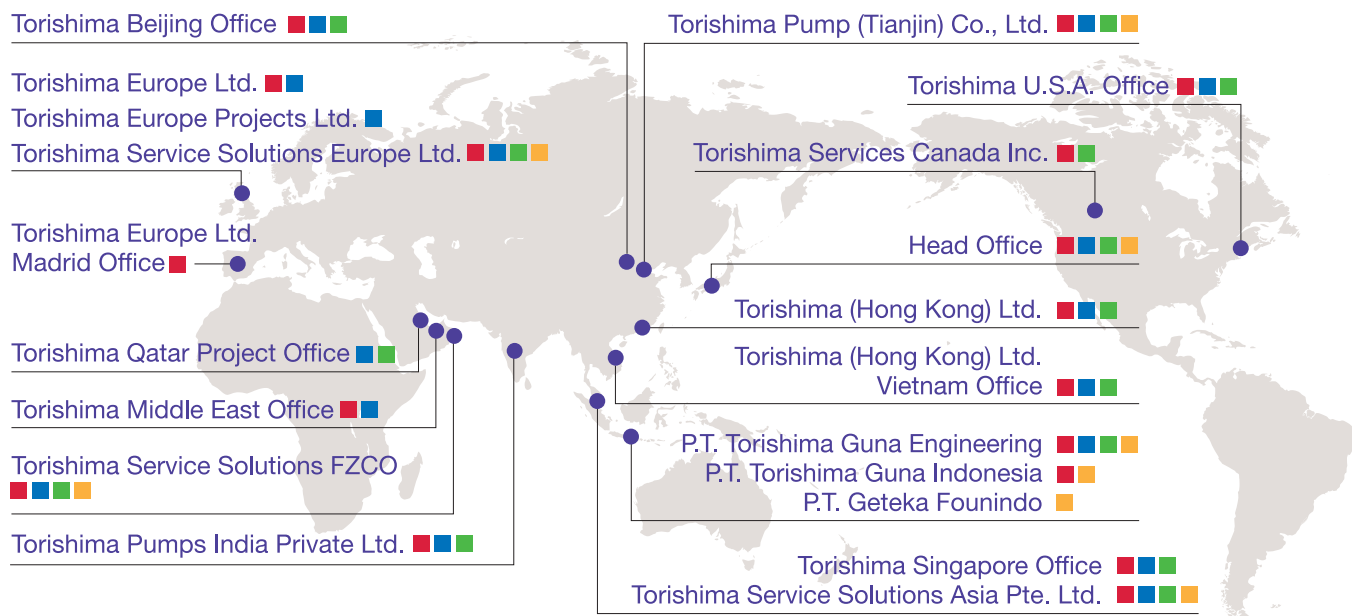 Torishima Beijing Office
Torishima Europe Ltd.
Torishima Europe Projects Ltd.
Torishima Service Solutions Europe Ltd.
Torishima Europe Ltd.
Madrid Office
Torishima Qatar Project Office
Torishima Middle East Office
Torishima Service Solutions FZCO
Torishima Pumps India Private Ltd.
Torishima Pump (Tianjin) Co., Ltd.
Torishima U.S.A. Office
Torishima Services Canada Inc.
Head Office
Torishima (Hong Kong) Ltd.
Torishima (Hong Kong) Ltd.
Vietnam Office
P.T. Torishima Guna Engineering
P.T. Torishima Guna Indonesia
P.T. Geteka Founindo
Torishima Singapore Office
Torishima Service Solutions Asia Pte. Ltd.